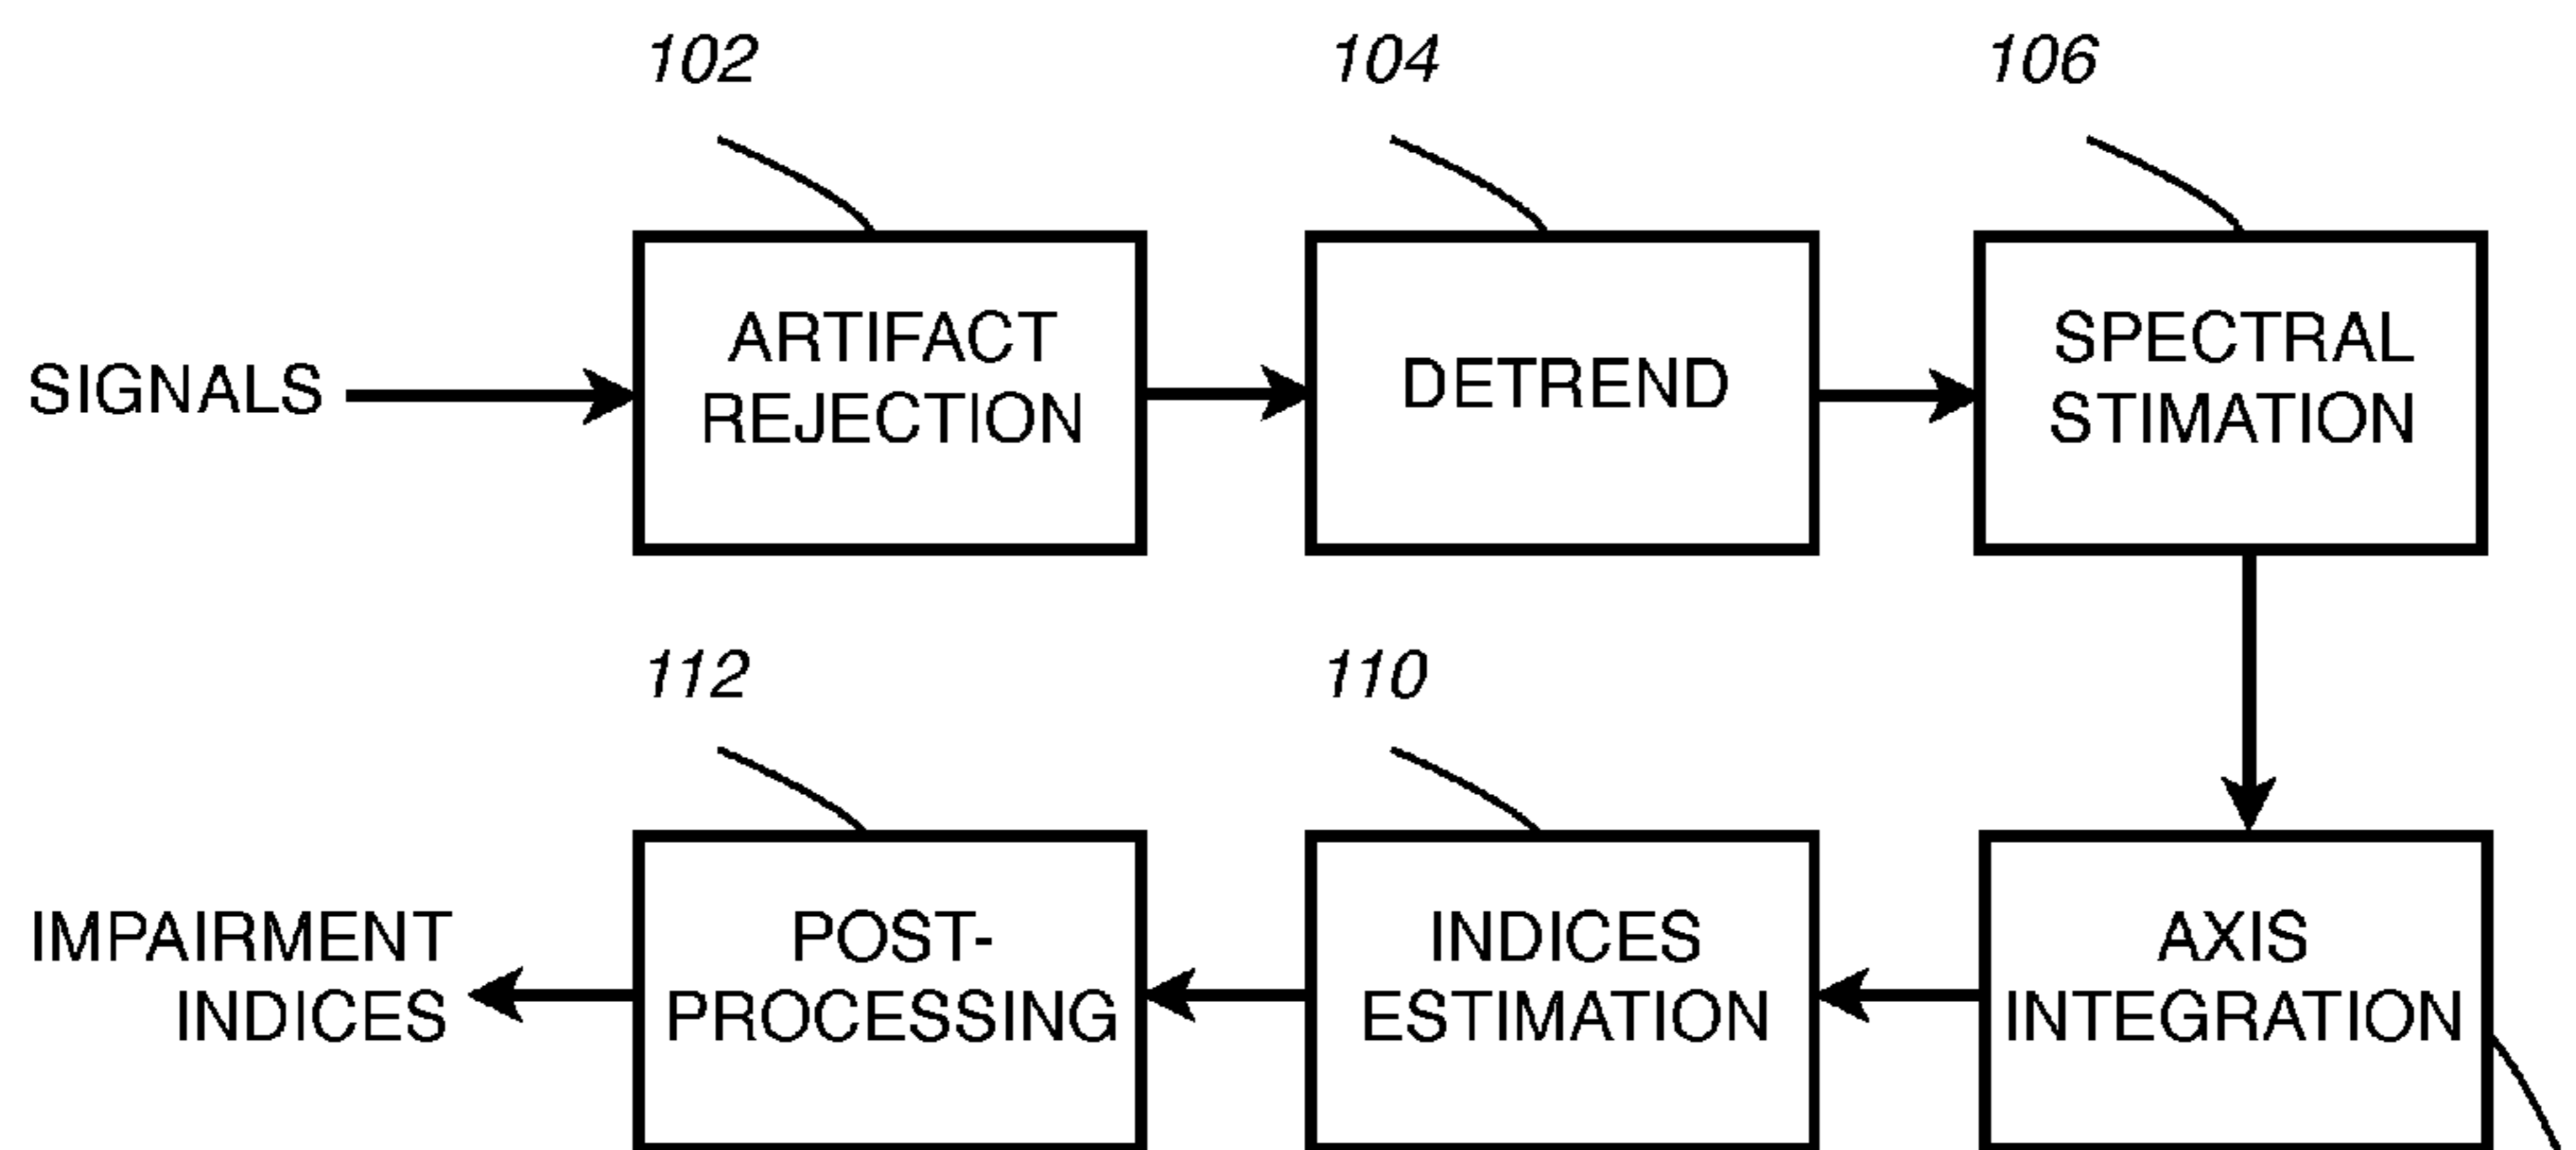 102
104
106
SIGNALS
ARTIFACT
REJECTION
DETREND
SPECTRAL
STIMATION
112
110
IMPAIRMENT
INDICES
POST-
PROCESSING
INDICES
ESTIMATION
AXIS
INTEGRATION